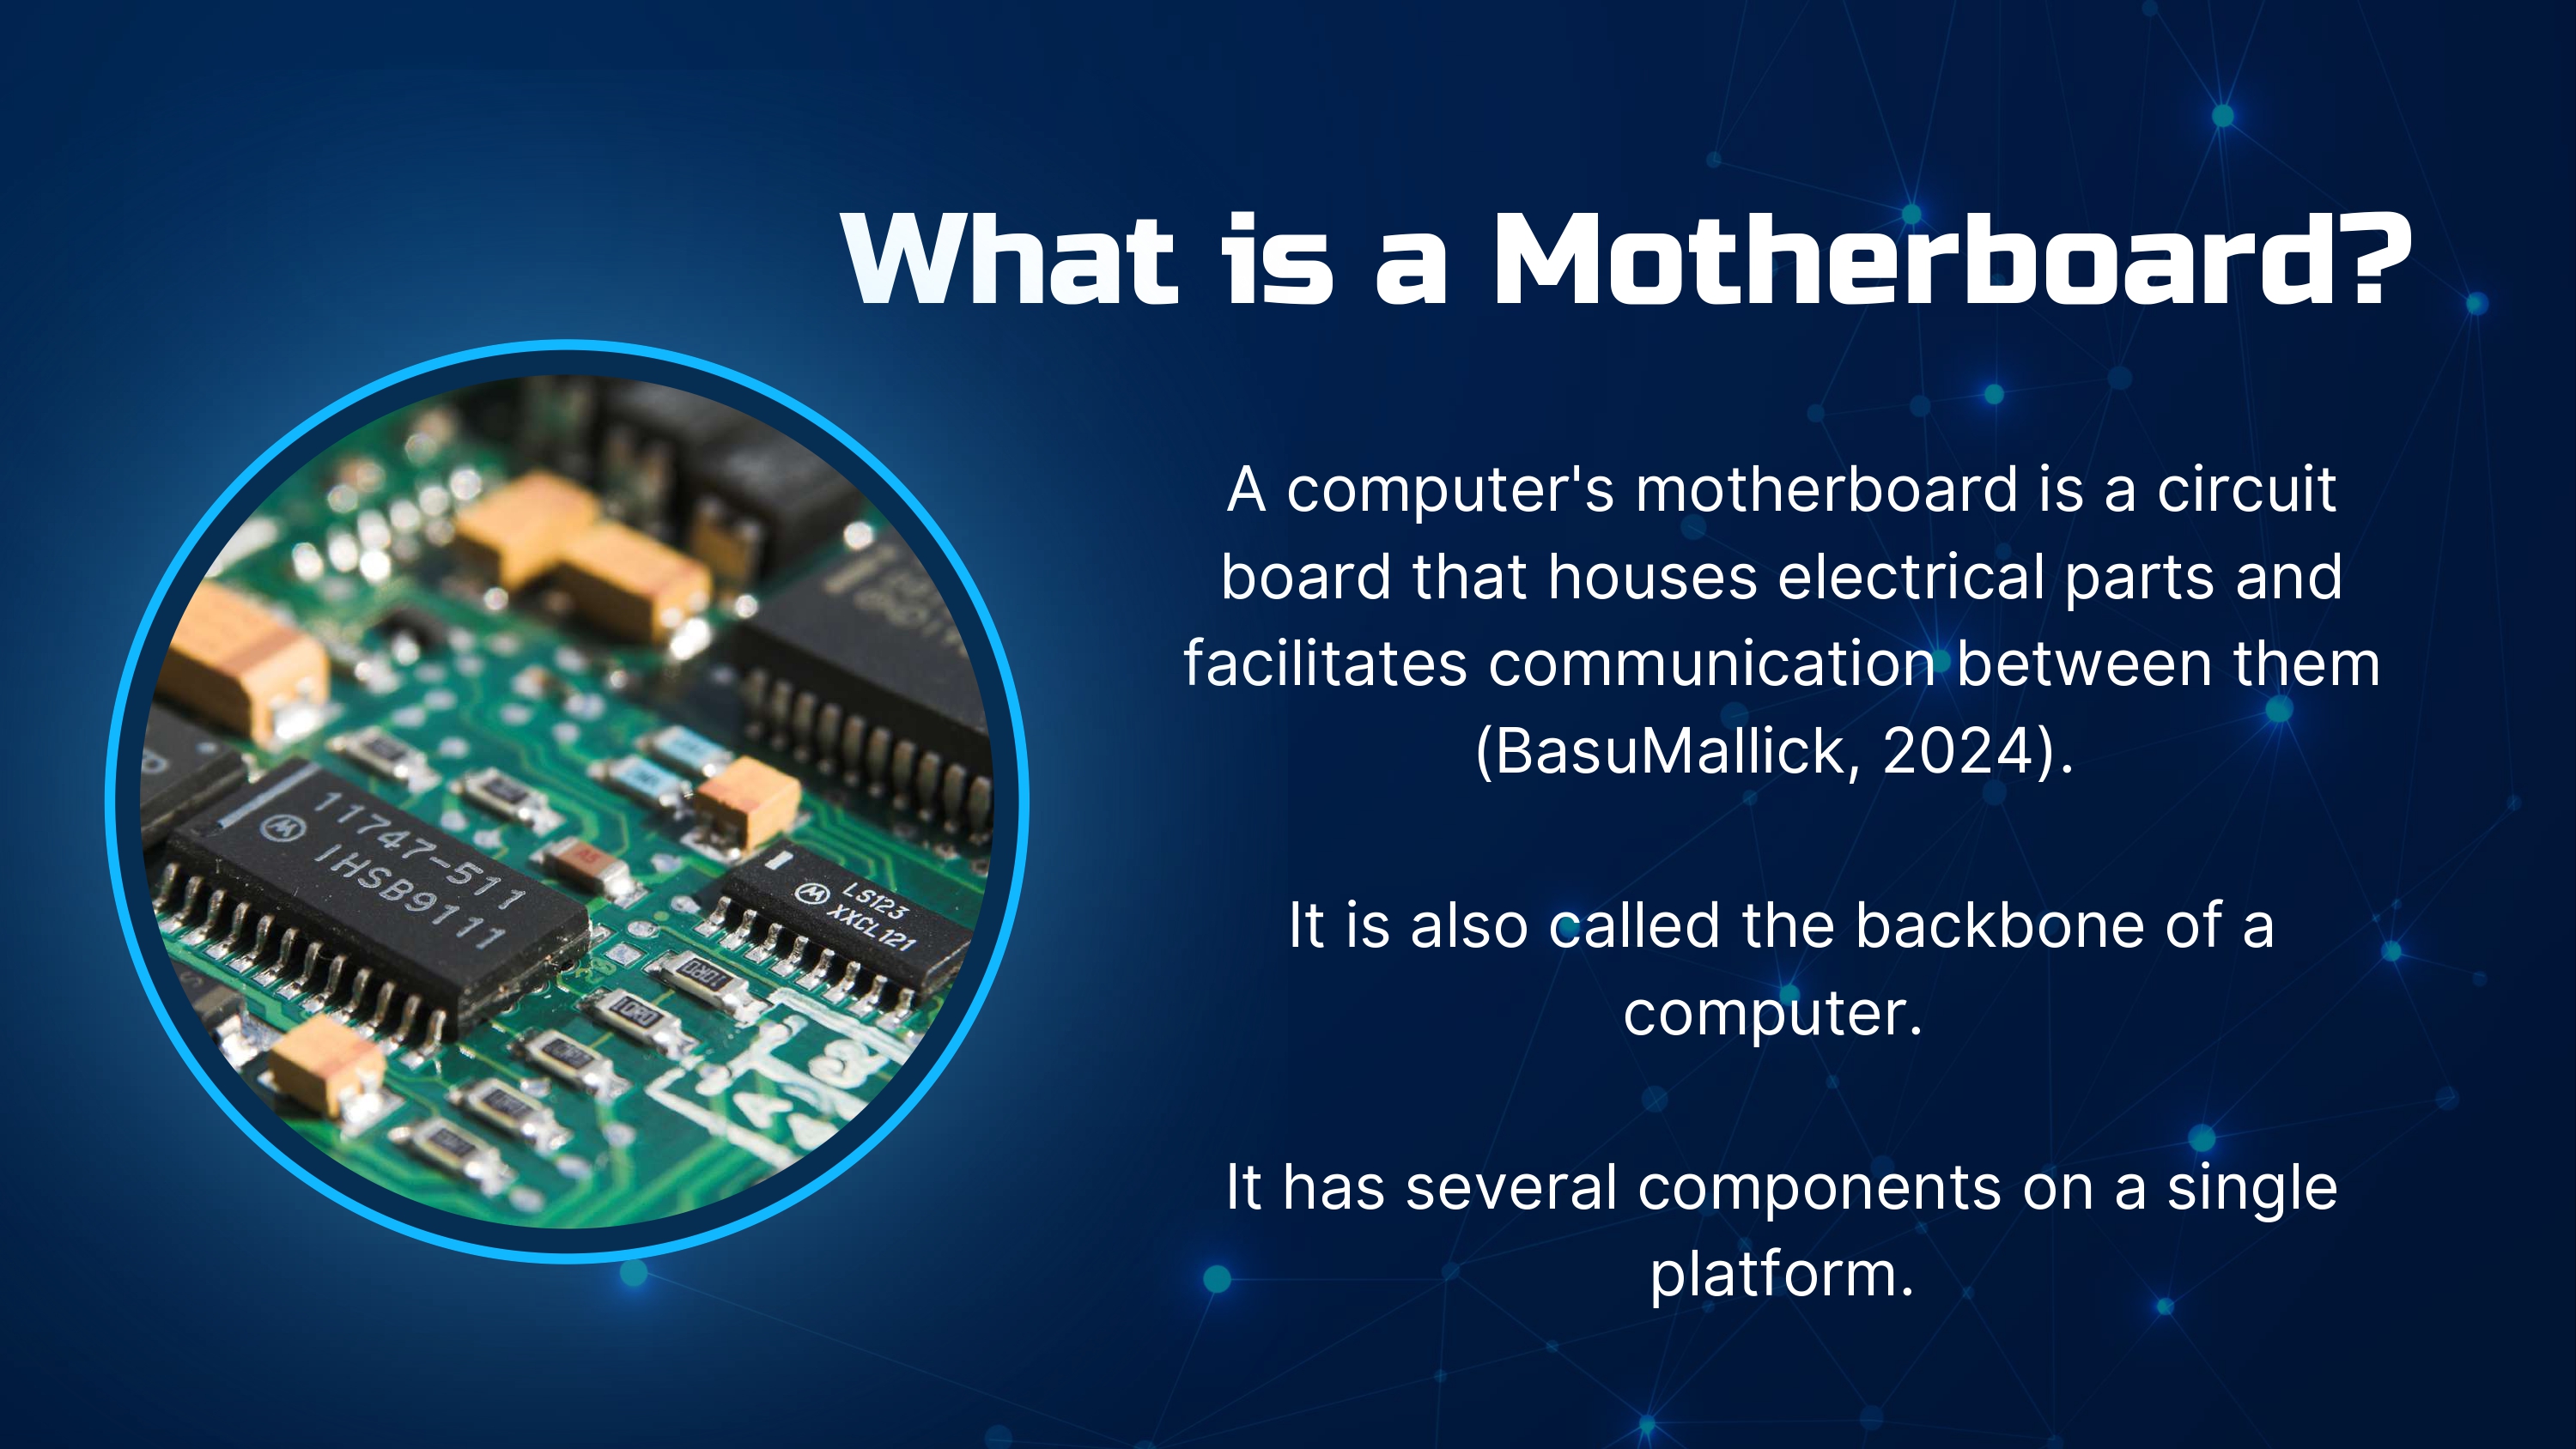 What is a Motherboard?
A computer's motherboard is a circuit
board that houses electrical parts and
facilitates communication between them
(BasuMallick, 2024).
It is also called the backbone of a
computer.
It has several components on a single
platform.
11747-511
IHSB9111
LS123
XXCL121
10R0
10R0